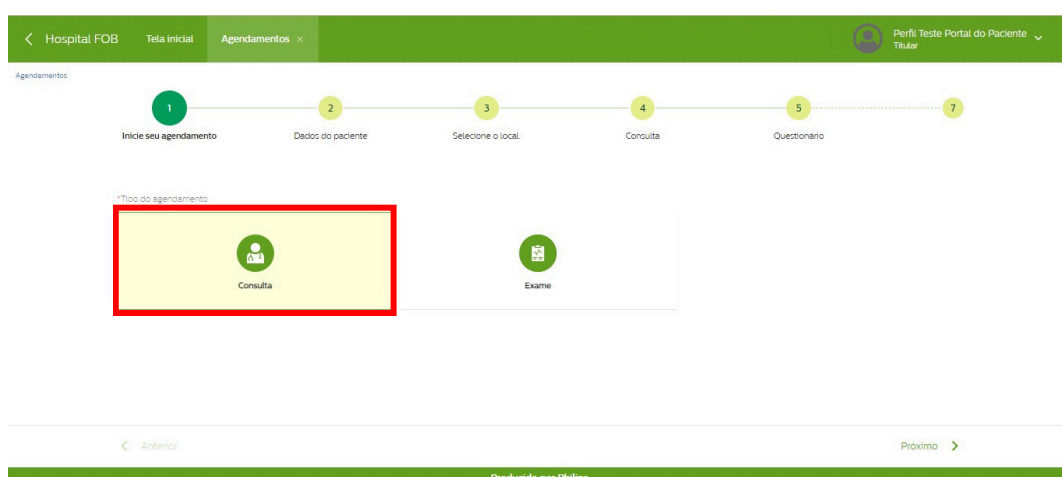 Hospital FOB Tela inicial Agendamentos × Perfil Teste Portal do Paciente
Titular
Agendamentos
1 2 3 4 5 7
Inicie seu agendamento Dados do paciente Selecione o local. Consulta Questionário
*Tipo do agendamento
Consulta Exame
Anterior Próximo
Produzido por Philips